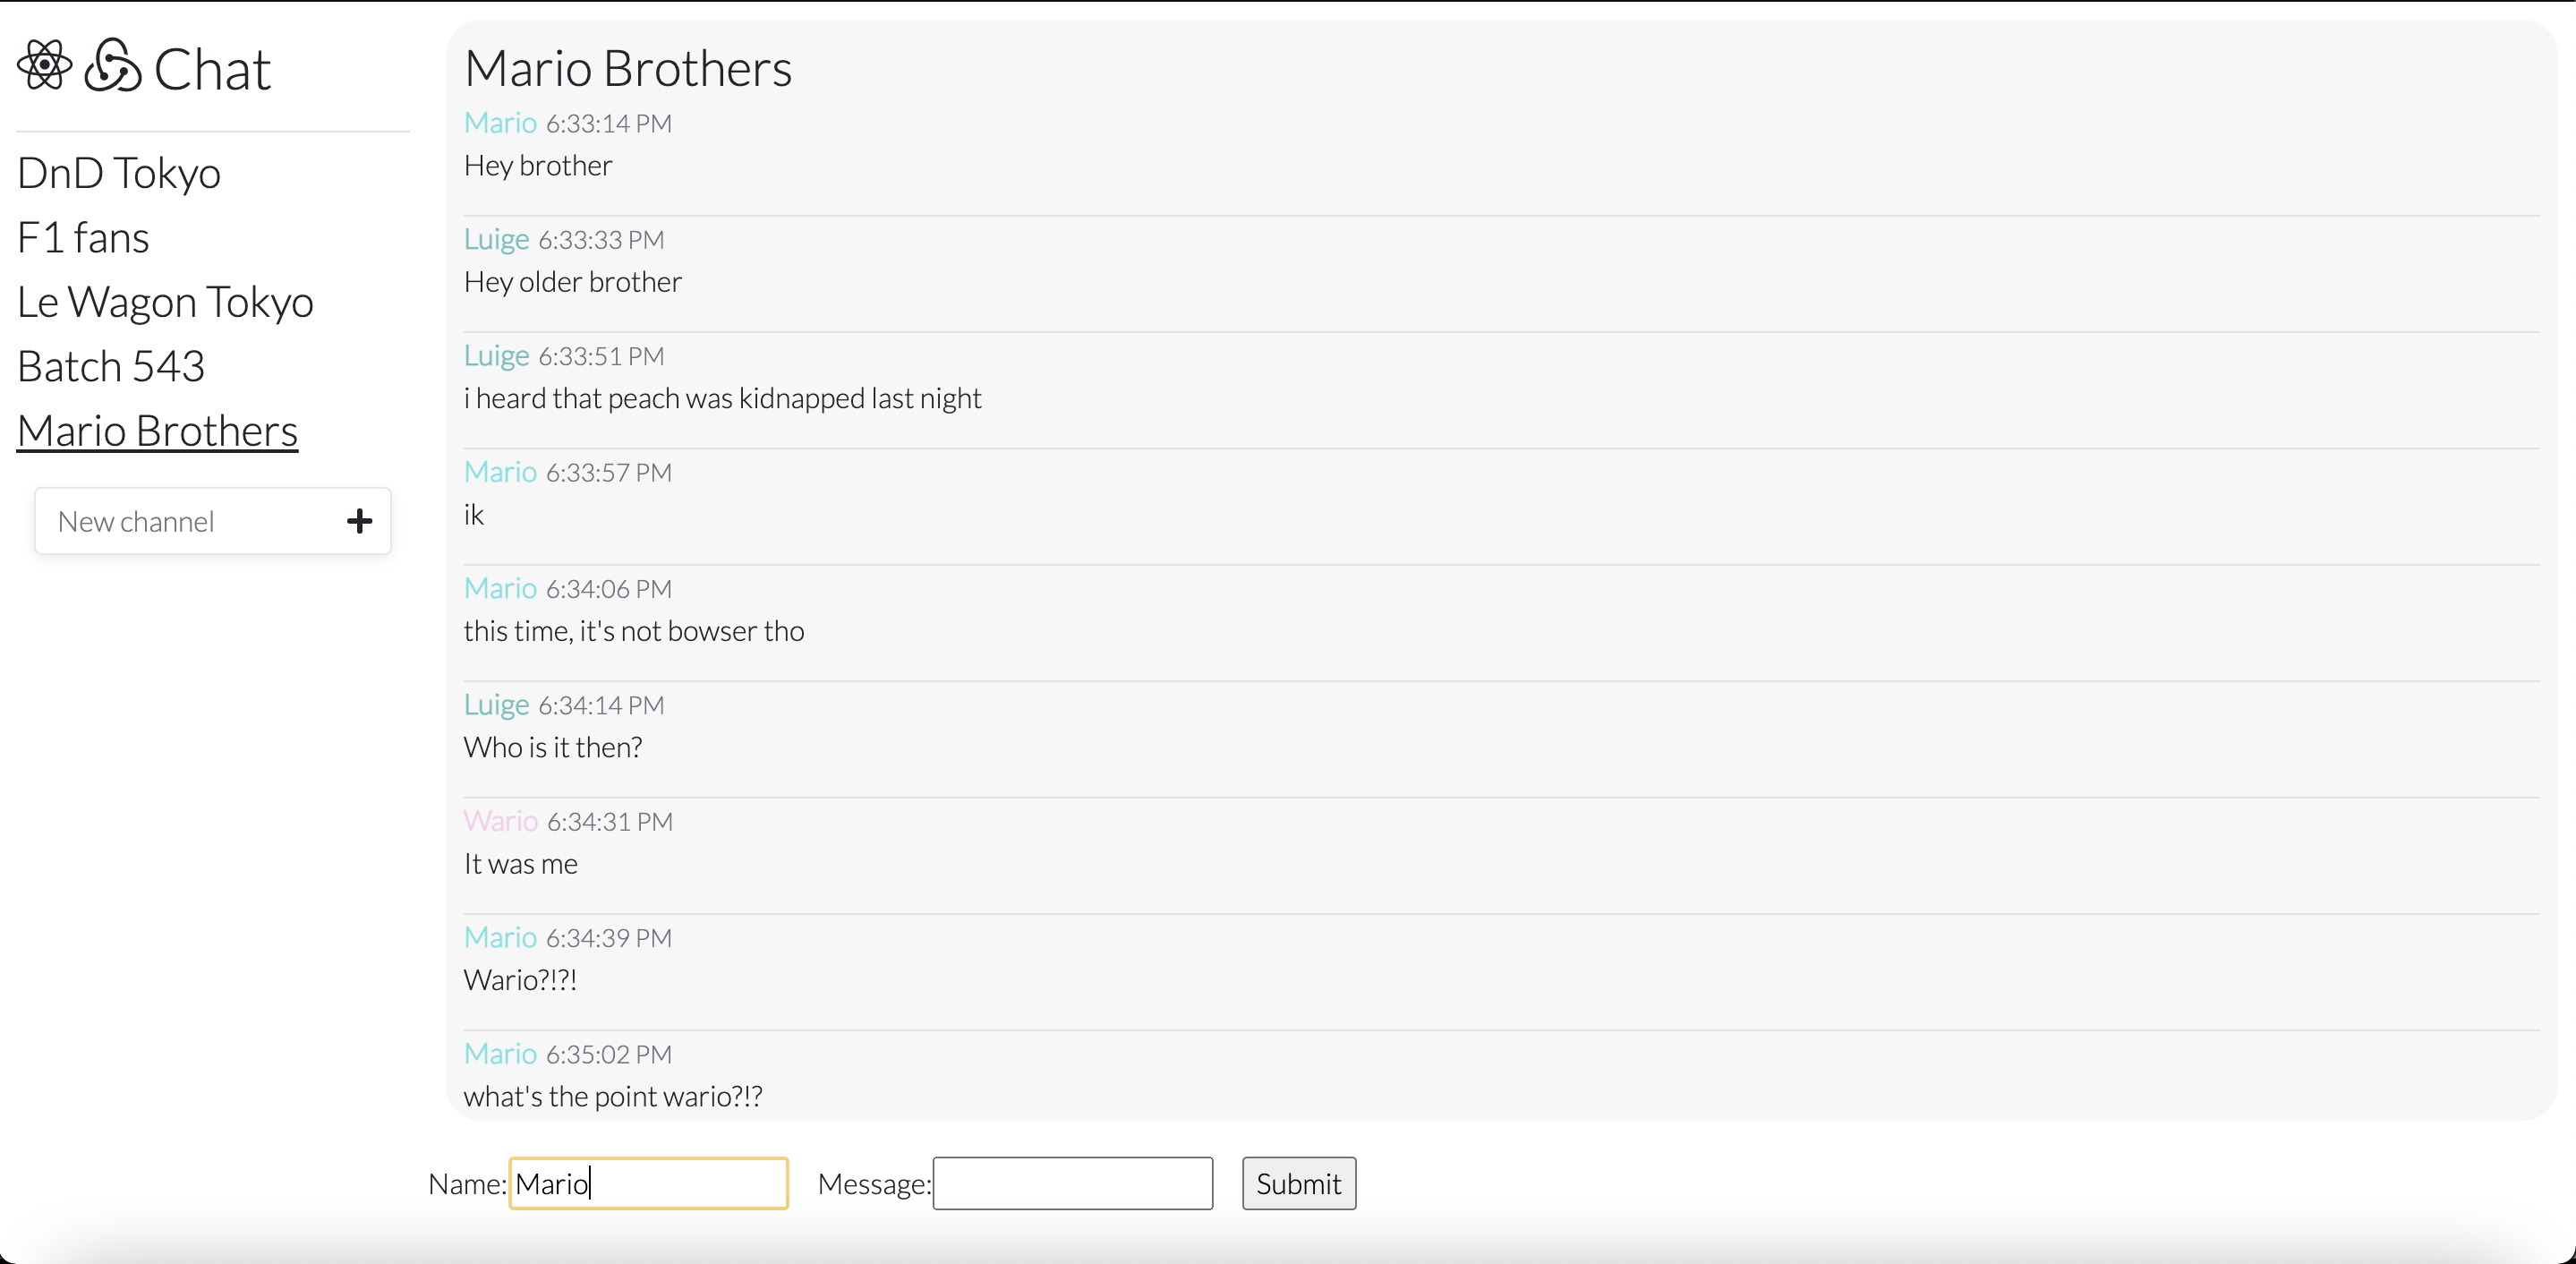 Chat
DnD Tokyo
F1 fans
Le Wagon Tokyo
Batch 543
Mario Brothers
New channel
Mario Brothers
Mario 6:33:14 PM
Hey brother
Luige 6:33:33 PM
Hey older brother
Luige 6:33:51 PM
i heard that peach was kidnapped last night
Mario 6:33:57 PM
ik
Mario 6:34:06 PM
this time, it's not bowser tho
Luige 6:34:14 PM
Who is it then?
Wario 6:34:31 PM
It was me
Mario 6:34:39 PM
Wario?!?!
Mario 6:35:02 PM
what's the point wario?!?
Name: Mario Message: Submit